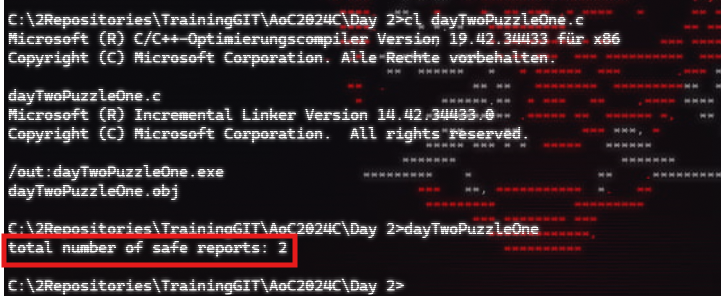 C:\2Repositories\TrainingGIT\AoC2024C\Day 2>cl dayTwoPuzzleOne.c
Microsoft (R) C/C++-Optimierungscompiler Version 19.42.34433 für x86
Copyright (C) Microsoft Corporation. Alle Rechte vorbehalten.
dayTwoPuzzleOne.c
Microsoft (R) Incremental Linker Version 14.42.34433.0
Copyright (C) Microsoft Corporation.  All rights reserved.
/out:dayTwoPuzzleOne.exe
dayTwoPuzzleOne.obj
C:\2Repositories\TrainingGIT\AoC2024C\Day 2>dayTwoPuzzleOne
total number of safe reports: 2
C:\2Repositories\TrainingGIT\AoC2024C\Day 2>